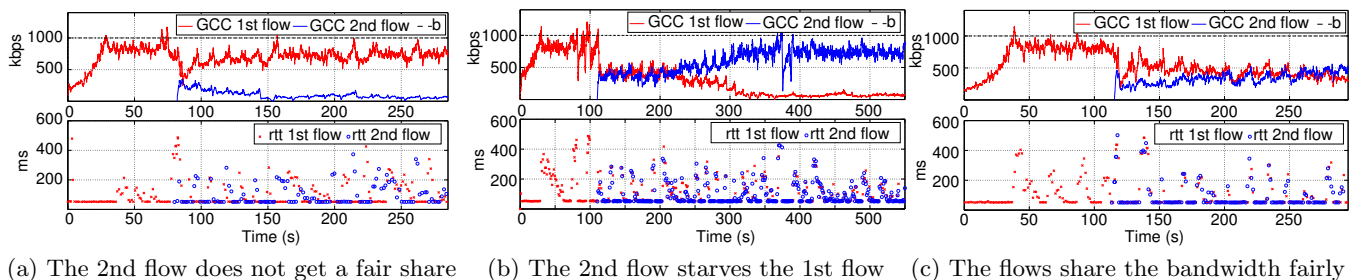 GCC 1st flow GCC 2nd flow b
kbps
1000
500
600
400
200
ms
rtt 1st flow rtt 2nd flow
0 50 100 150 200 250
Time (s)
(a) The 2nd flow does not get a fair share
GCC 1st flow GCC 2nd flow b
kbps
1000
500
600
400
200
ms
rtt 1st flow rtt 2nd flow
0 100 200 300 400 500
Time (s)
(b) The 2nd flow starves the 1st flow
GCC 1st flow GCC 2nd flow b
kbps
1000
500
600
400
200
ms
rtt 1st flow rtt 2nd flow
0 50 100 150 200 250
Time (s)
(c) The flows share the bandwidth fairly